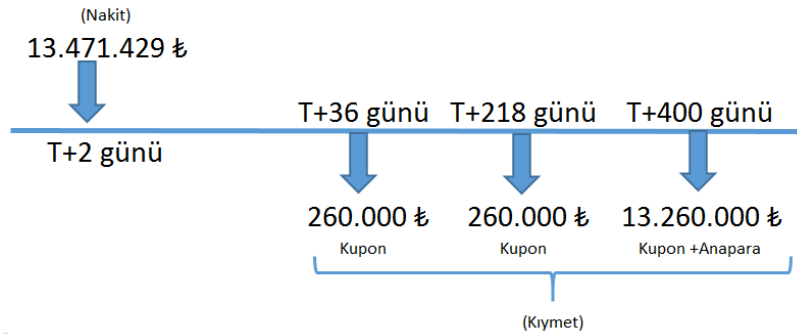 (Nakit)
13.471.429 ₺
T+2 günü
T+36 günü T+218 günü T+400 günü
260.000 ₺ 260.000 ₺ 13.260.000 ₺
Kupon Kupon Kupon +Anapara
(Kıymet)